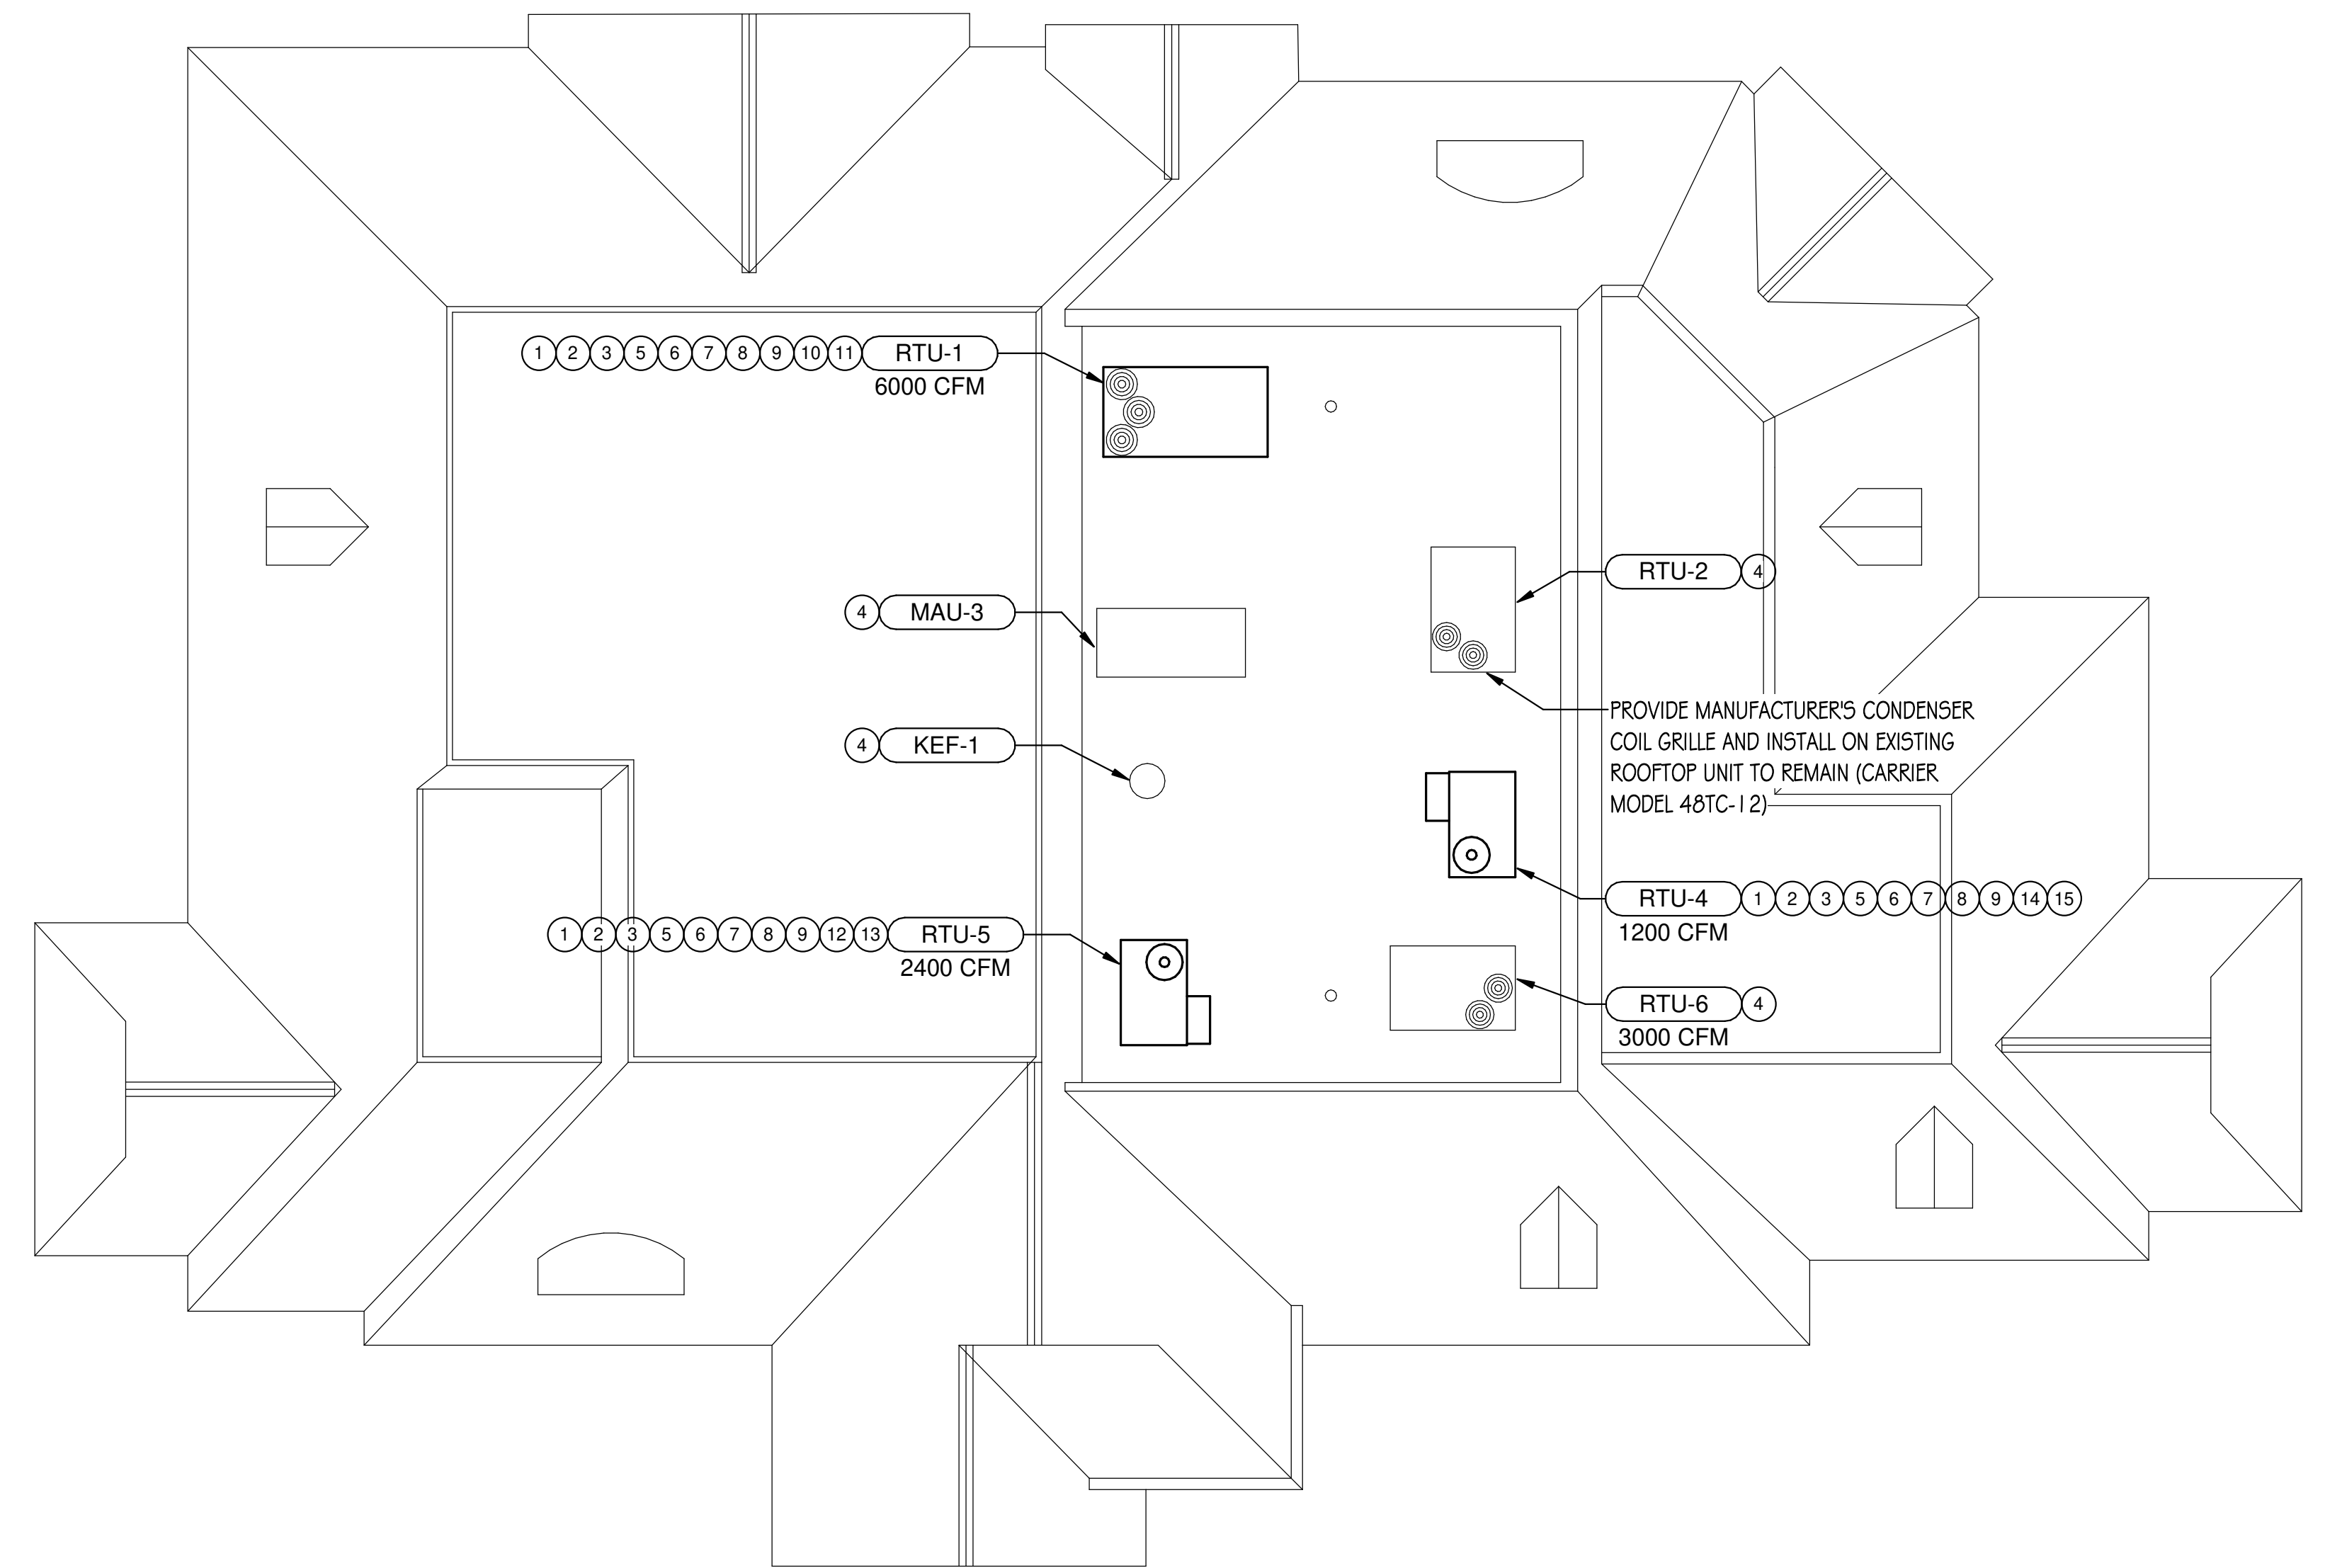 1 2 3 5 6 7 8 9 10 11 RTU-1
6000 CFM
RTU-2 4
4 MAU-3
PROVIDE MANUFACTURER'S CONDENSER
COIL GRILLE AND INSTALL ON EXISTING
ROOFTOP UNIT TO REMAIN (CARRIER
MODEL 48TC-12)
4 KEF-1
RTU-4 1 2 3 5 6 7 8 9 14 15
1200 CFM
1 2 3 5 6 7 8 9 12 13 RTU-5
2400 CFM
RTU-6 4
3000 CFM